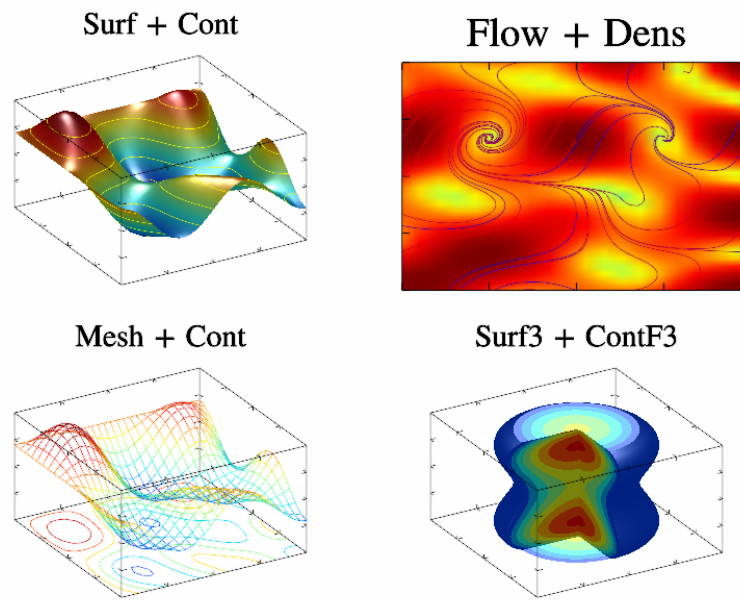 Surf + Cont
Flow + Dens
Mesh + Cont
Surf3 + ContF3